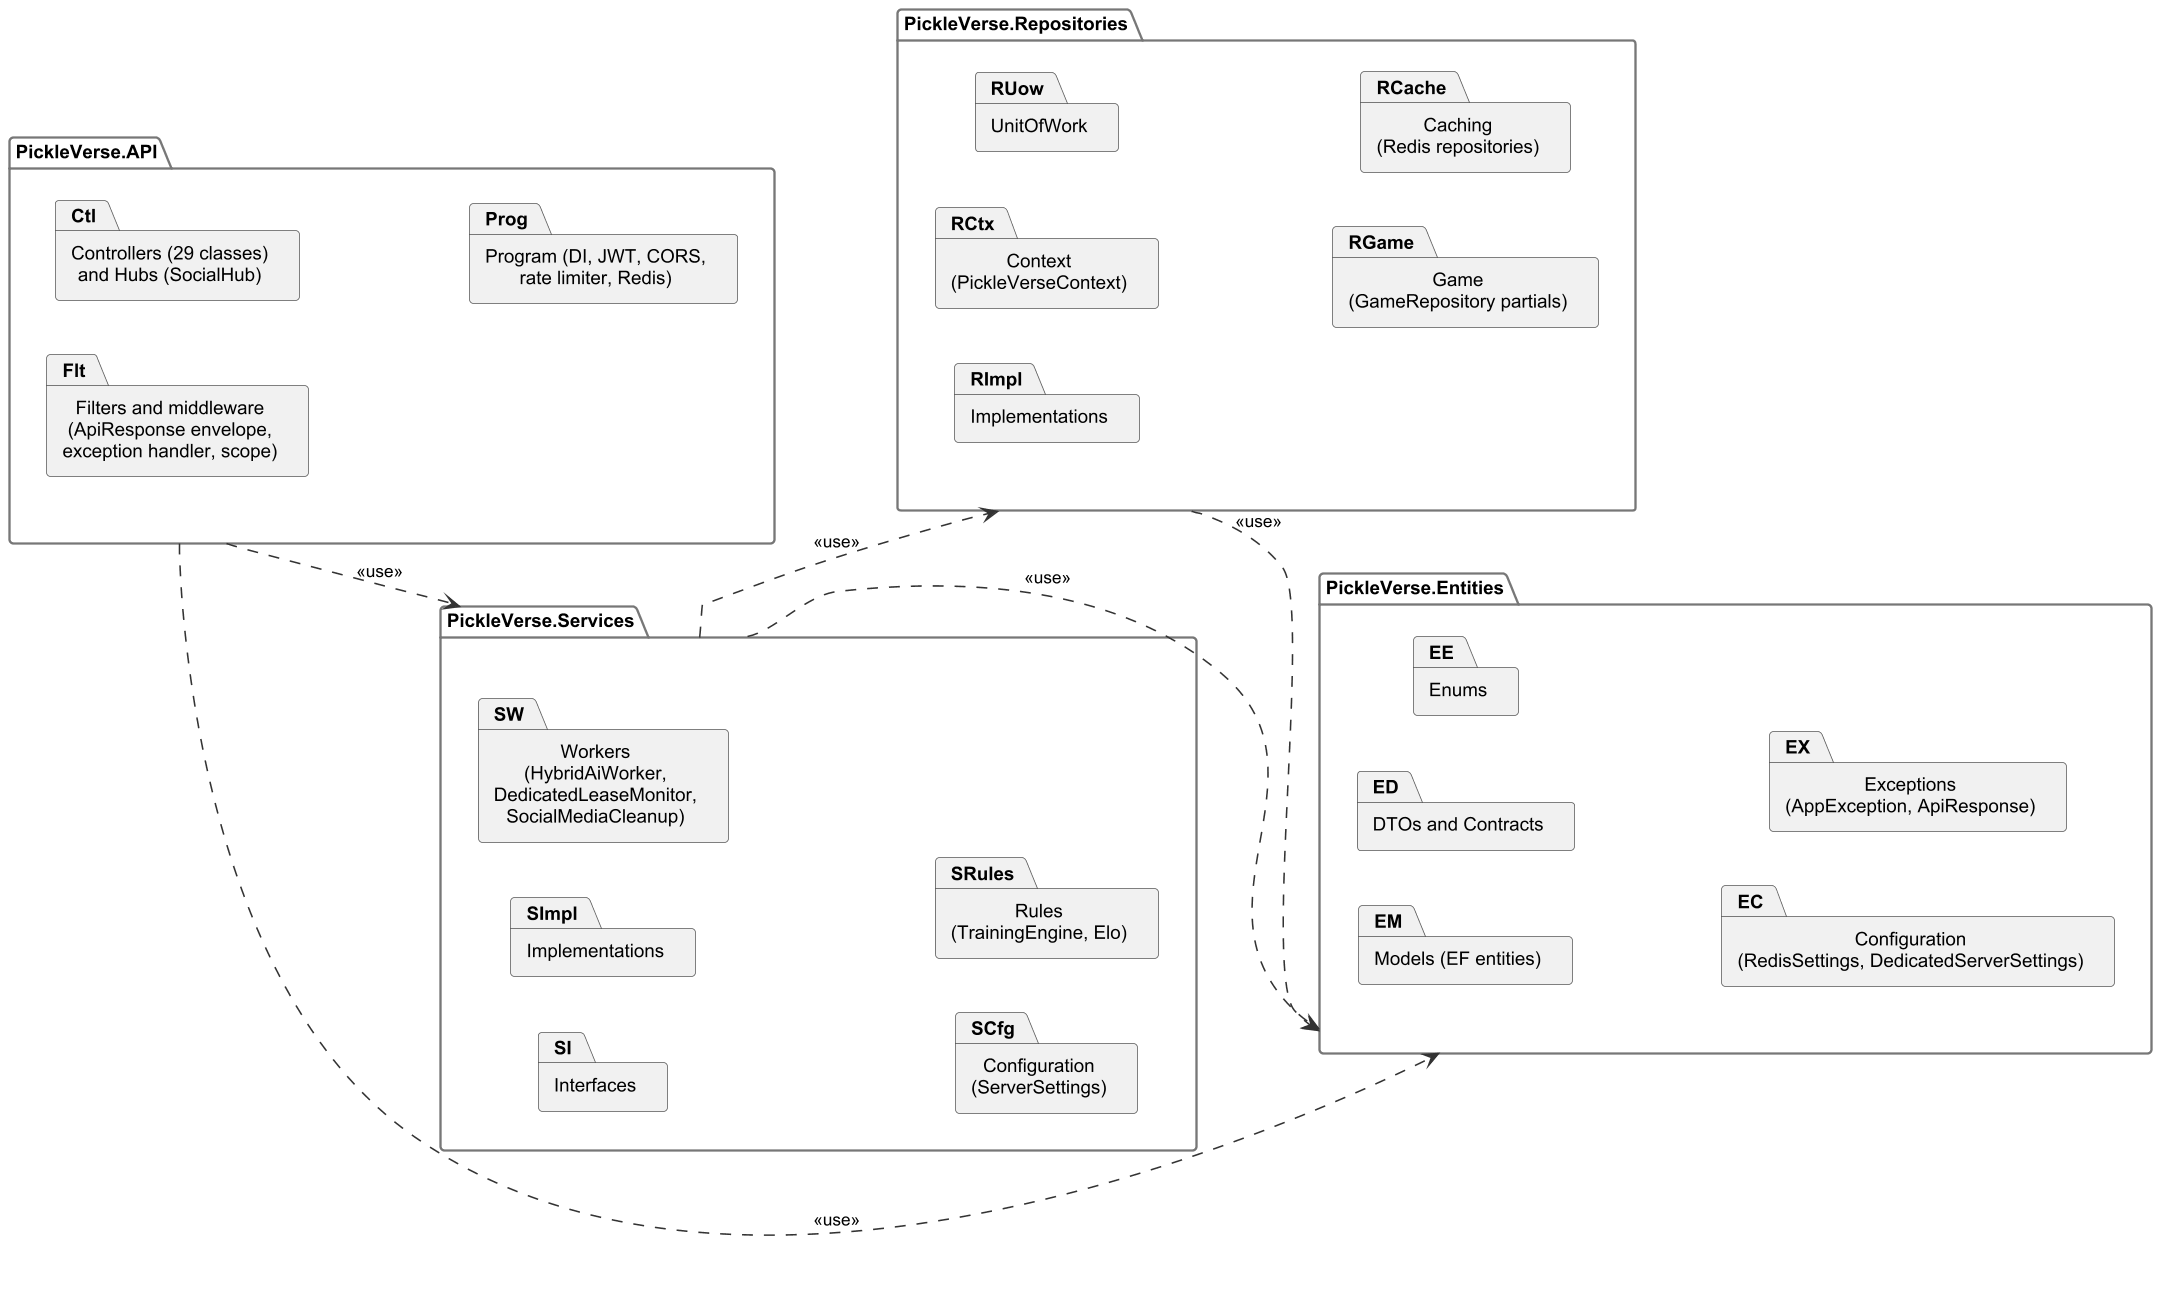 PickleVerse.Repositories
RUow
UnitOfWork
RCache
Caching
(Redis repositories)
RCtx
Context
(PickleVerseContext)
RGame
Game
(GameRepository partials)
RImpl
Implementations
PickleVerse.API
Ctl
Controllers (29 classes)
and Hubs (SocialHub)
Prog
Program (DI, JWT, CORS,
rate limiter, Redis)
Flt
Filters and middleware
(ApiResponse envelope,
exception handler, scope)
«use»
«use»
«use»
«use»
PickleVerse.Services
SW
Workers
(HybridAiWorker,
DedicatedLeaseMonitor,
SocialMediaCleanup)
SImpl
Implementations
SI
Interfaces
SRules
Rules
(TrainingEngine, Elo)
SCfg
Configuration
(ServerSettings)
PickleVerse.Entities
EE
Enums
ED
DTOs and Contracts
EM
Models (EF entities)
EX
Exceptions
(AppException, ApiResponse)
EC
Configuration
(RedisSettings, DedicatedServerSettings)
«use»